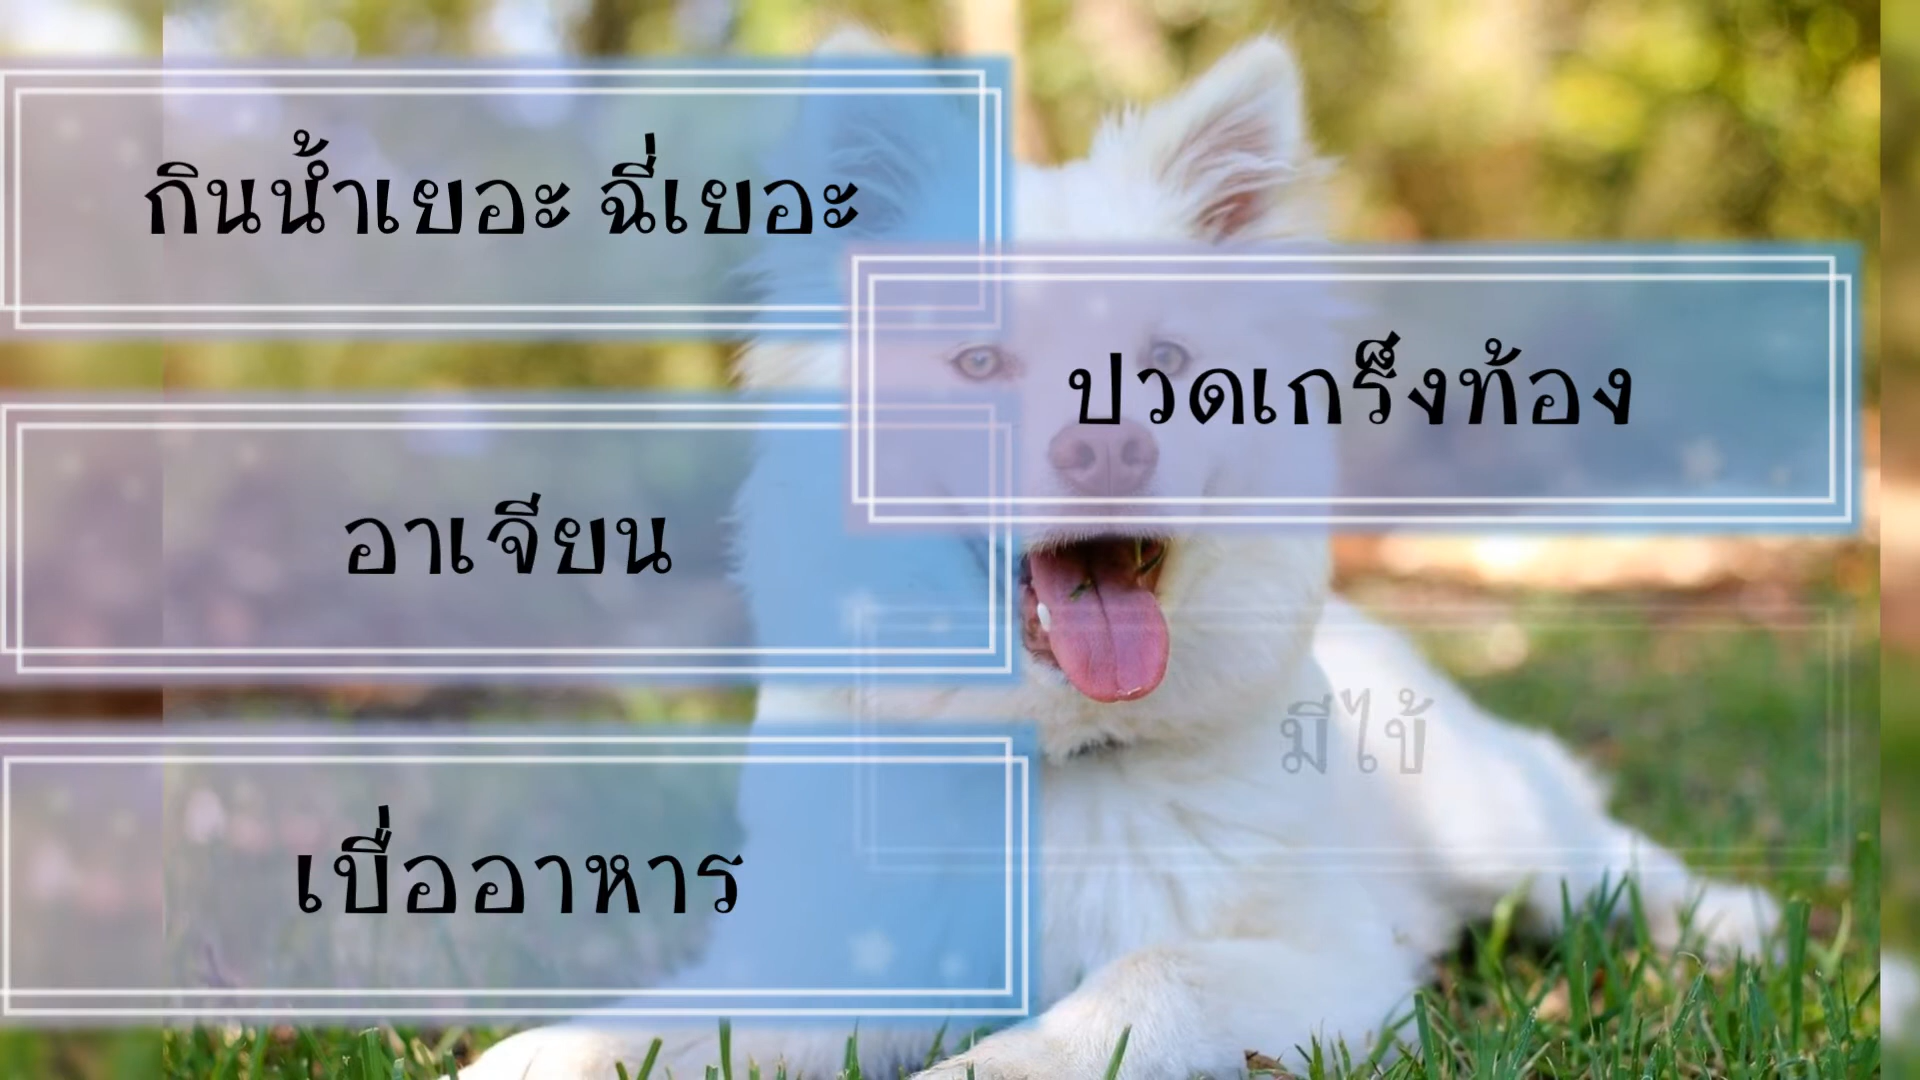 กินน้ำเยอะ ฉี่เยอะ
ปวดเกร็งท้อง
อาเจียน
มีไข้
เบื่ออาหาร